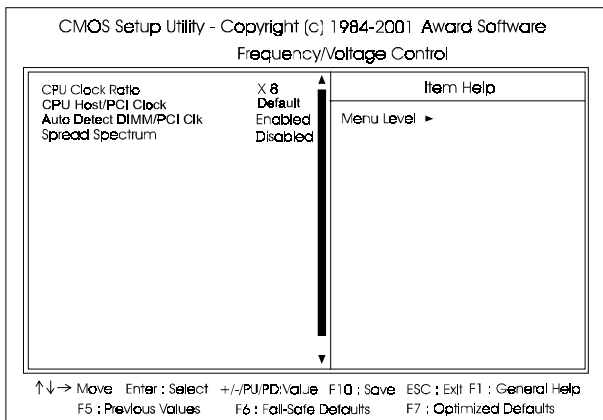 CMOS Setup Utility - Copyright (c) 1984-2001 Award Software
Frequency/Voltage Control
CPU Clock Ratio X 8
CPU Host/PCI Clock Default
Auto Detect DIMM/PCI Clk Enabled
Spread Spectrum Disabled
Item Help
Menu Level ►
↑↓→ Move Enter : Select +/-/PU/PD:Value F10 : Save ESC : Exit F1 : General Help
F5 : Previous Values F6 : Fail-Safe Defaults F7 : Optimized Defaults